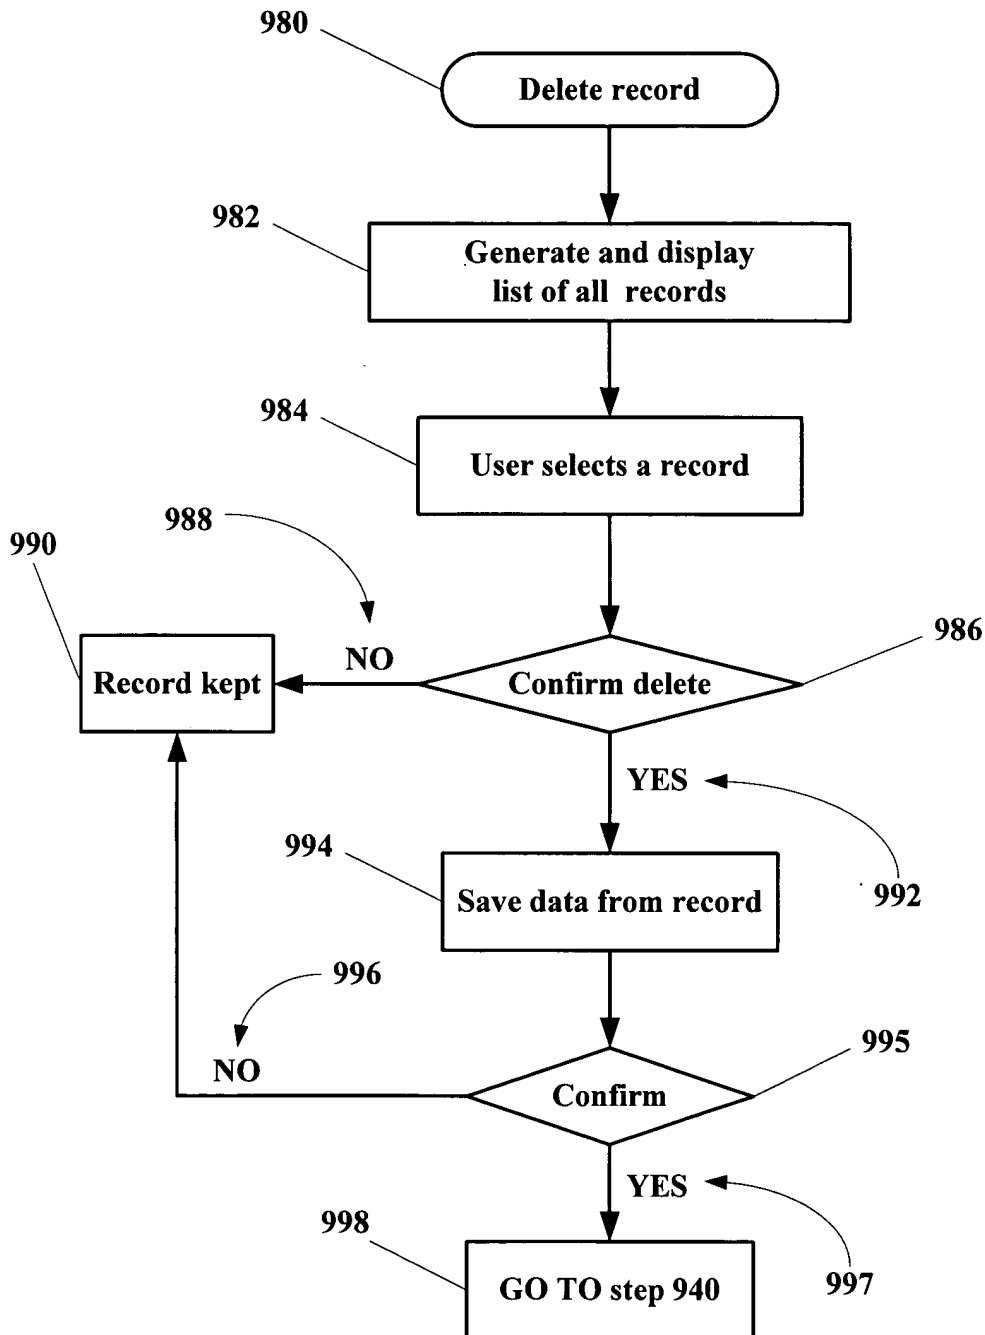 980
Delete record
982
Generate and display
list of all records
984
User selects a record
988
990
986
NO
Record kept
Confirm delete
YES
994
992
Save data from record
996
995
NO
Confirm
YES
998
997
GO TO step 940